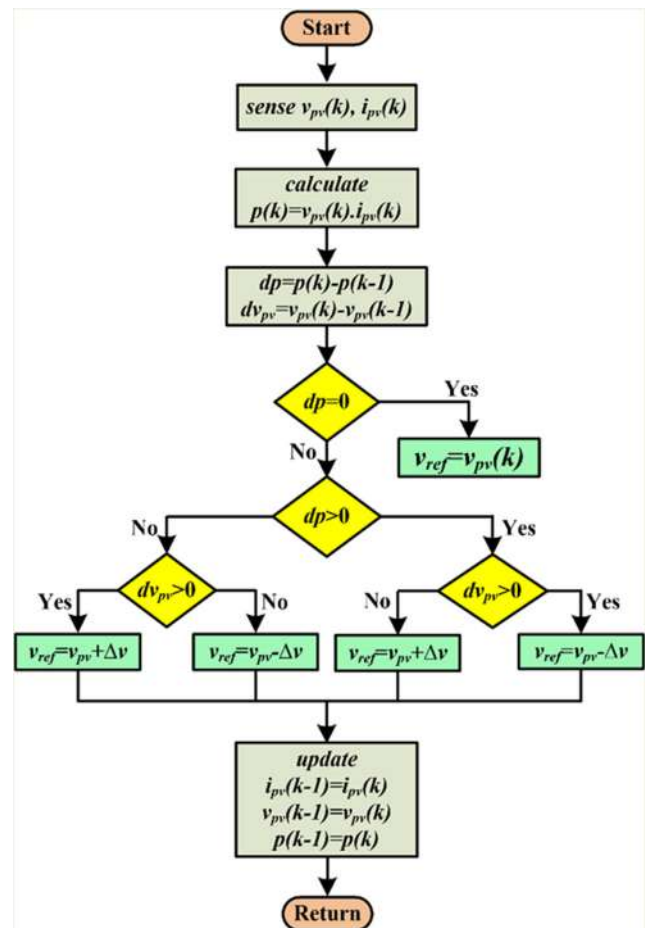 Start
sense v_pv(k), i_pv(k)
calculate
p(k)=v_pv(k).i_pv(k)
dp=p(k)-p(k-1)
dv_pv=v_pv(k)-v_pv(k-1)
dp=0
Yes
v_ref=v_pv(k)
No
dp>0
No
Yes
dv_pv>0
dv_pv>0
Yes
No
No
Yes
v_ref=v_pv+Δv
v_ref=v_pv-Δv
v_ref=v_pv+Δv
v_ref=v_pv-Δv
update
i_pv(k-1)=i_pv(k)
v_pv(k-1)=v_pv(k)
p(k-1)=p(k)
Return